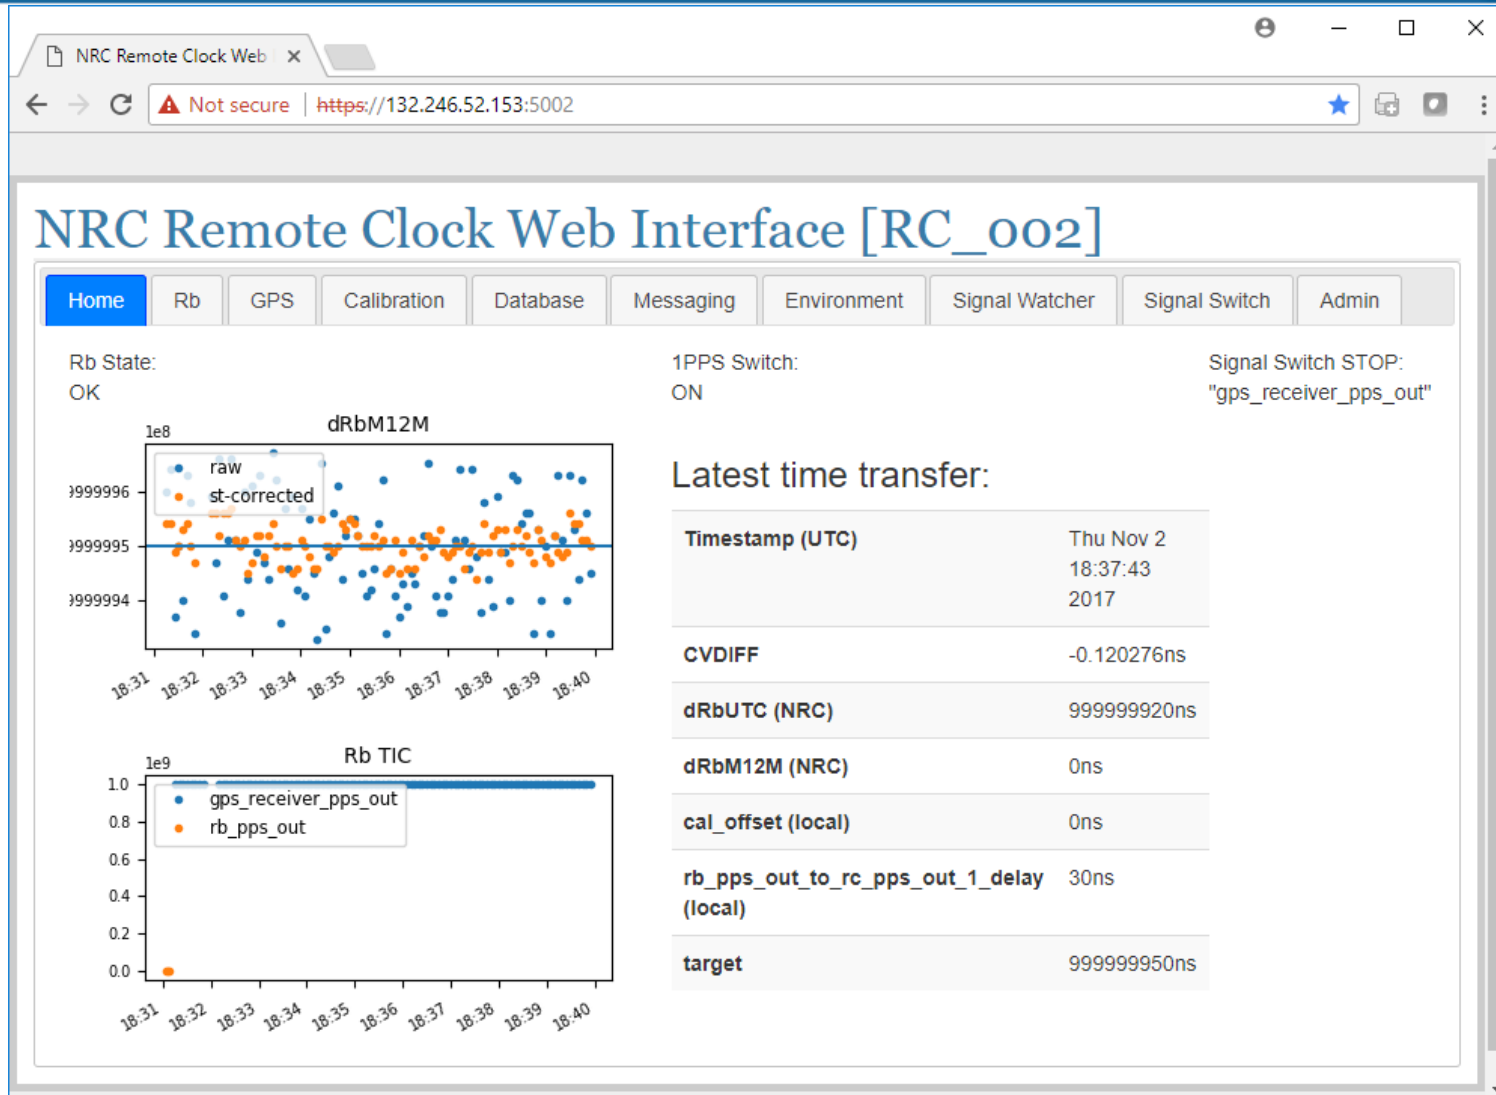 NRC Remote Clock Web
Not secure | https://132.246.52.153:5002
NRC Remote Clock Web Interface [RC_002]
Home Rb GPS Calibration Database Messaging Environment Signal Watcher Signal Switch Admin
Rb State:
OK
1PPS Switch:
ON
Signal Switch STOP:
"gps_receiver_pps_out"
dRbM12M
1e8
raw
st-corrected
9999996
9999995
9999994
18:31 18:32 18:33 18:34 18:35 18:36 18:37 18:38 18:39 18:40
Rb TIC
1e9
gps_receiver_pps_out
rb_pps_out
1.0
0.8
0.6
0.4
0.2
0.0
18:31 18:32 18:33 18:34 18:35 18:36 18:37 18:38 18:39 18:40
Latest time transfer:
Timestamp (UTC) Thu Nov 2
18:37:43
2017
CVDIFF -0.120276ns
dRbUTC (NRC) 999999920ns
dRbM12M (NRC) 0ns
cal_offset (local) 0ns
rb_pps_out_to_rc_pps_out_1_delay 30ns
(local)
target 999999950ns